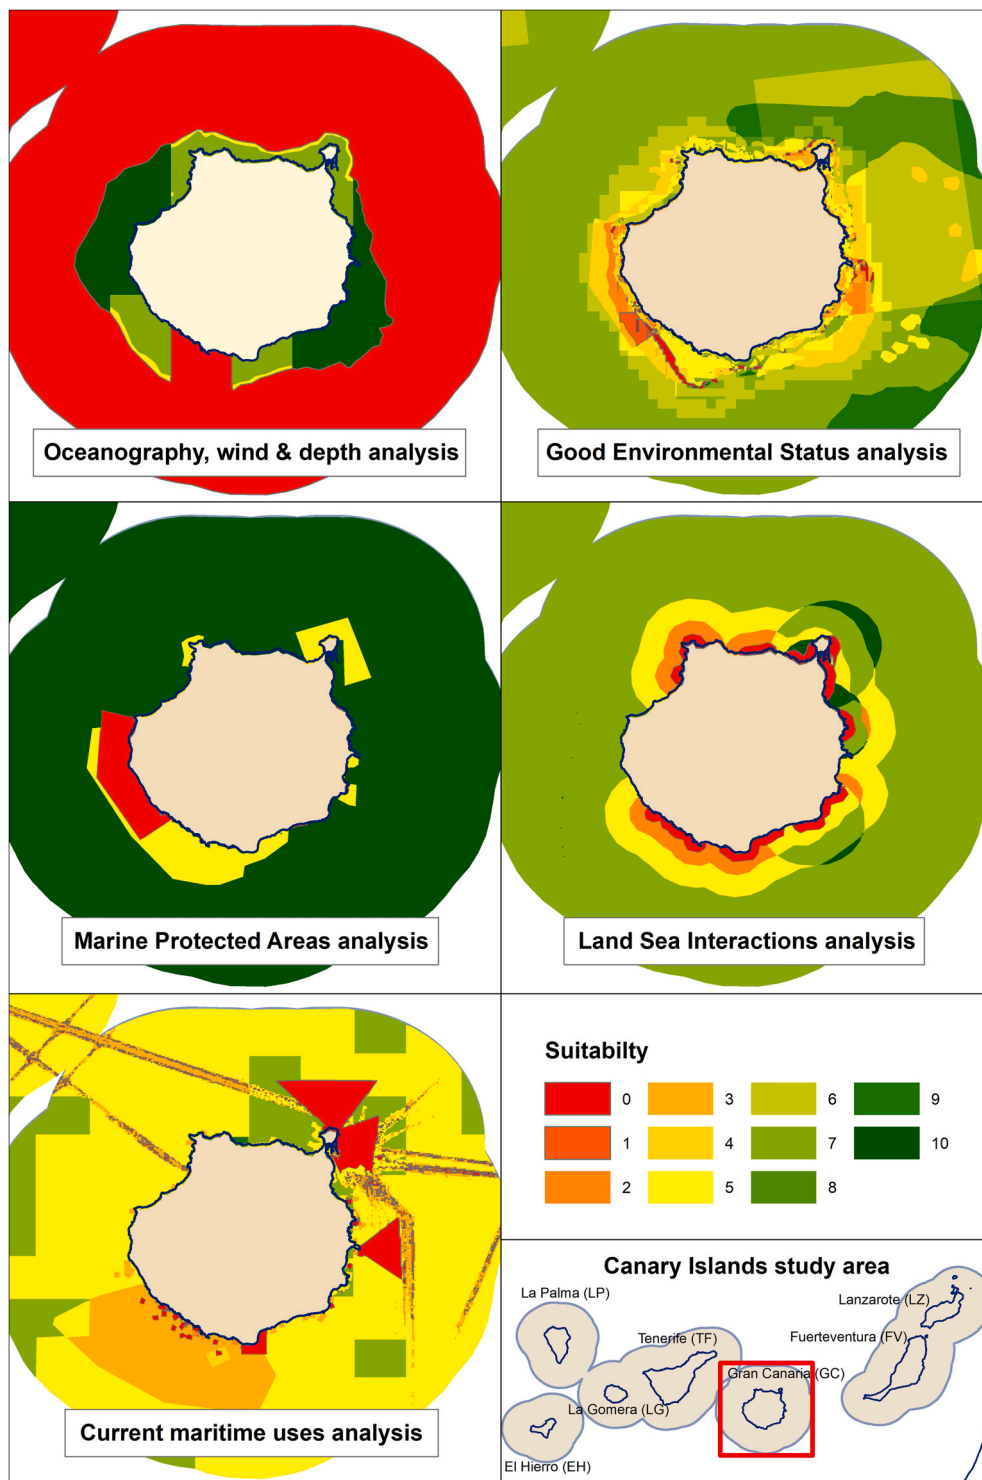 Oceanography, wind & depth analysis
Good Environmental Status analysis
Marine Protected Areas analysis
Land Sea Interactions analysis
Current maritime uses analysis
Suitabilty
0 3 6 9
1 4 7 10
2 5 8
Canary Islands study area
La Palma (LP)
Lanzarote (LZ)
Tenerife (TF)
Fuerteventura (FV)
Gran Canaria (GC)
La Gomera (LG)
El Hierro (EH)